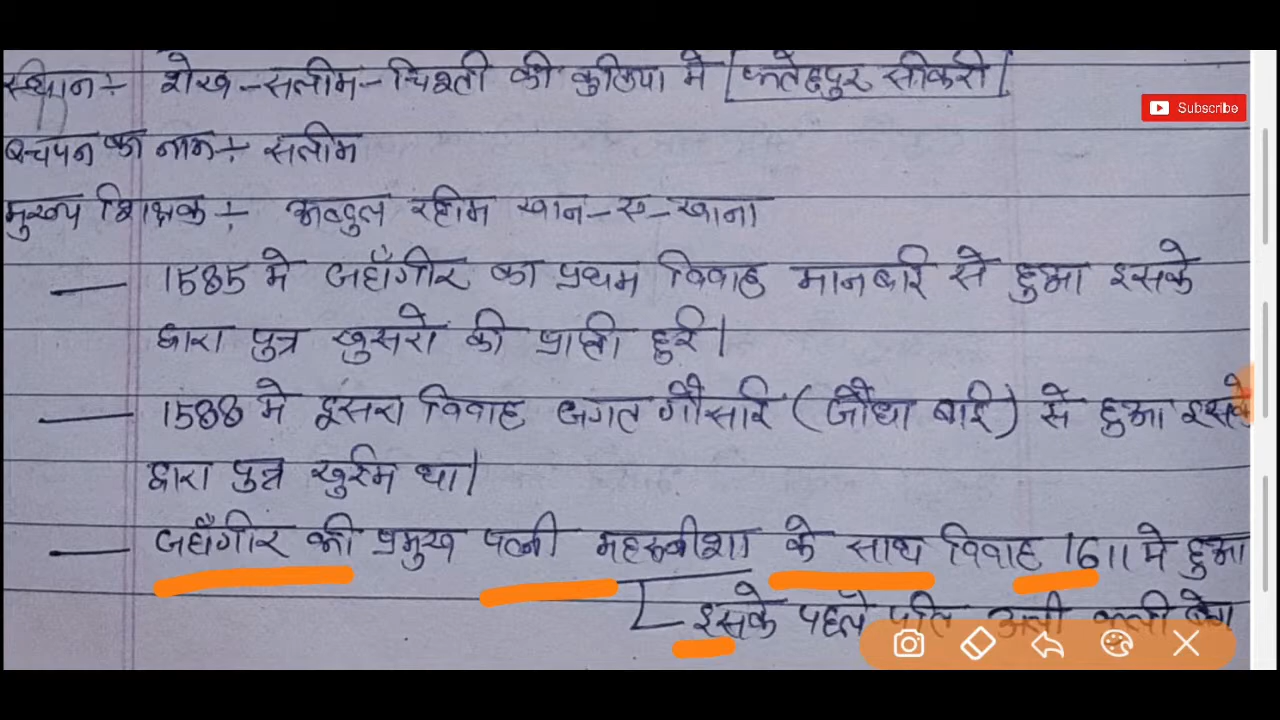 स्थान ÷ शेख-सलीम-चिश्ती की कुटिया मे [फतेहपुर सीकरी]
Subscribe
बचपन का नाम ÷ सलीम
मुख्य शिक्षक ÷ अब्दुल रहीम खान-ए-खाना
— 1585 मे जहाँगीर का प्रथम विवाह मानबाई से हुआ इसके
द्वारा पुत्र खुसरो की प्राप्ती हुई।
— 1588 मे दूसरा विवाह जगत गौसाई (जौधा बाई) से हुआ इसके
द्वारा पुत्र खुर्रम था।
— जहाँगीर की प्रमुख पत्नी महरूनीशा के साथ विवाह 1611 मे हुआ
इसके पहले पति अली कुली बेग